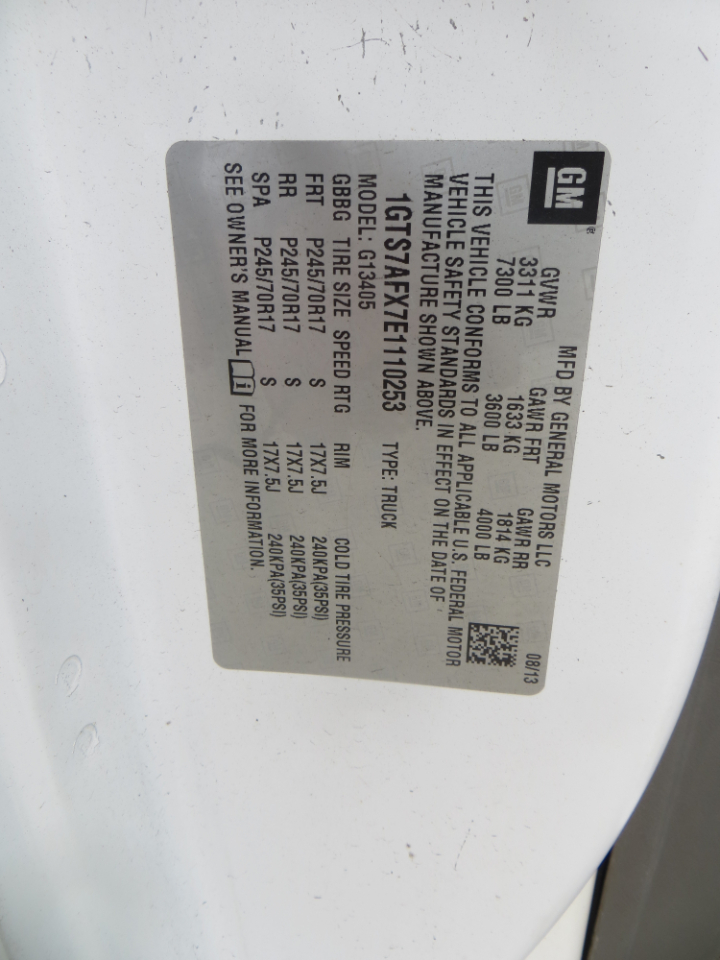 GM
MFD BY GENERAL MOTORS LLC 08/13
GVWR GAWR FRT GAWR RR
3311 KG 1633 KG 1814 KG
7300 LB 3600 LB 4000 LB
THIS VEHICLE CONFORMS TO ALL APPLICABLE U.S. FEDERAL MOTOR
VEHICLE SAFETY STANDARDS IN EFFECT ON THE DATE OF
MANUFACTURE SHOWN ABOVE.
1GTS7AFX7E1110253 TYPE: TRUCK
MODEL: G13405
GBBG TIRE SIZE SPEED RTG RIM COLD TIRE PRESSURE
FRT P245/70R17 S 17X7.5J 240KPA(35PSI)
RR P245/70R17 S 17X7.5J 240KPA(35PSI)
SPA P245/70R17 S 17X7.5J 240KPA(35PSI)
SEE OWNER'S MANUAL FOR MORE INFORMATION.